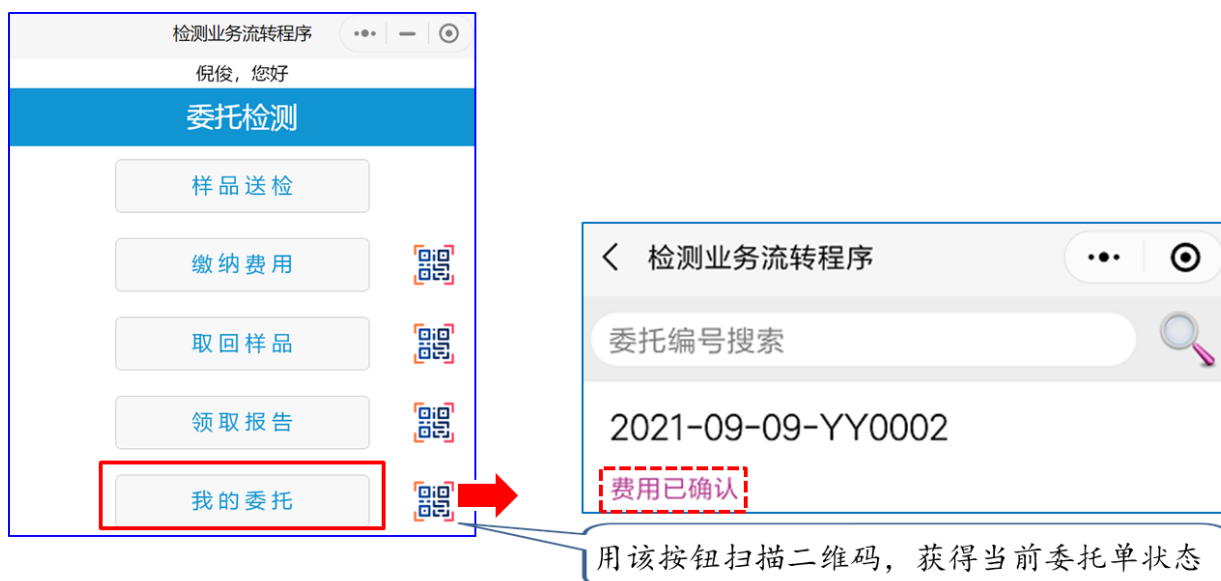 检测业务流转程序
倪俊，您好
委托检测
样品送检
缴纳费用
取回样品
领取报告
我的委托
检测业务流转程序
委托编号搜索
2021-09-09-YY0002
费用已确认
用该按钮扫描二维码，获得当前委托单状态